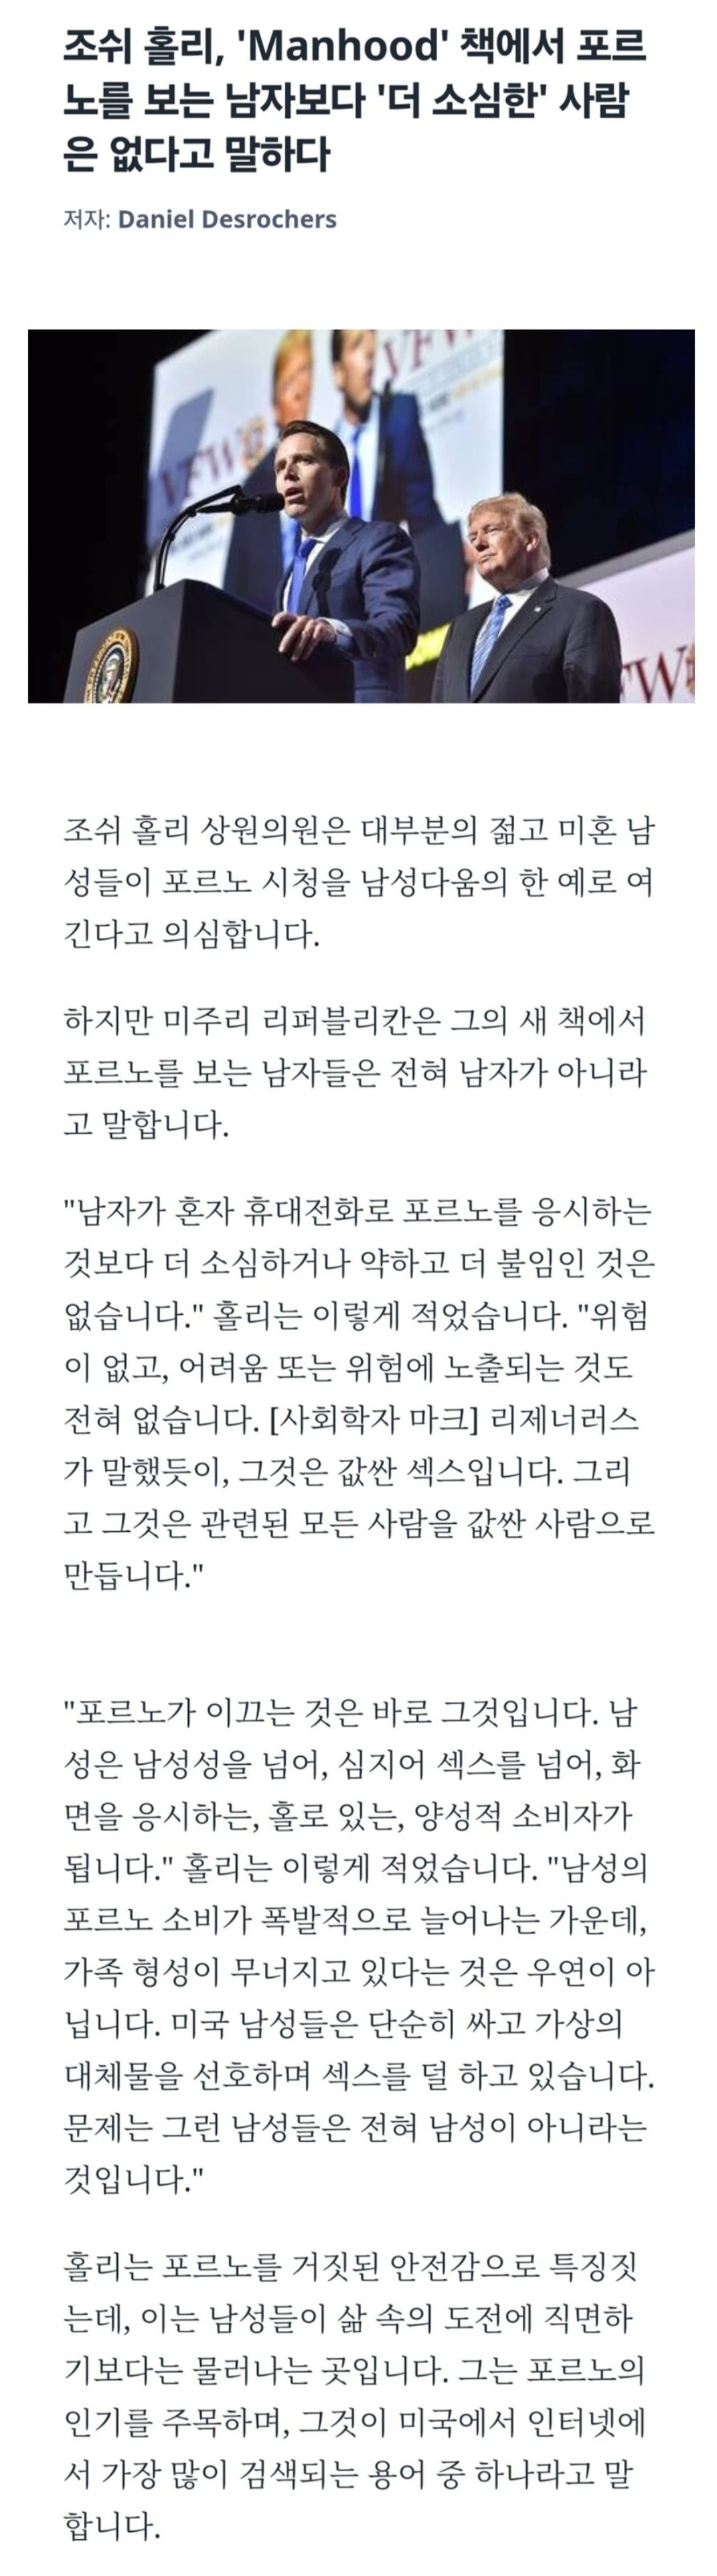 조쉬 홀리, 'Manhood' 책에서 포르
노를 보는 남자보다 '더 소심한' 사람
은 없다고 말하다
저자: Daniel Desrochers
VFW
VFW
FW
조쉬 홀리 상원의원은 대부분의 젊고 미혼 남
성들이 포르노 시청을 남성다움의 한 예로 여
긴다고 의심합니다.
하지만 미주리 리퍼블리칸은 그의 새 책에서
포르노를 보는 남자들은 전혀 남자가 아니라
고 말합니다.
"남자가 혼자 휴대전화로 포르노를 응시하는
것보다 더 소심하거나 약하고 더 불임인 것은
없습니다." 홀리는 이렇게 적었습니다. "위험
이 없고, 어려움 또는 위험에 노출되는 것도
전혀 없습니다. [사회학자 마크] 리제너러스
가 말했듯이, 그것은 값싼 섹스입니다. 그리
고 그것은 관련된 모든 사람을 값싼 사람으로
만듭니다."
"포르노가 이끄는 것은 바로 그것입니다. 남
성은 남성성을 넘어, 심지어 섹스를 넘어, 화
면을 응시하는, 홀로 있는, 양성적 소비자가
됩니다." 홀리는 이렇게 적었습니다. "남성의
포르노 소비가 폭발적으로 늘어나는 가운데,
가족 형성이 무너지고 있다는 것은 우연이 아
닙니다. 미국 남성들은 단순히 싸고 가상의
대체물을 선호하며 섹스를 덜 하고 있습니다.
문제는 그런 남성들은 전혀 남성이 아니라는
것입니다."
홀리는 포르노를 거짓된 안전감으로 특징짓
는데, 이는 남성들이 삶 속의 도전에 직면하
기보다는 물러나는 곳입니다. 그는 포르노의
인기를 주목하며, 그것이 미국에서 인터넷에
서 가장 많이 검색되는 용어 중 하나라고 말
합니다.